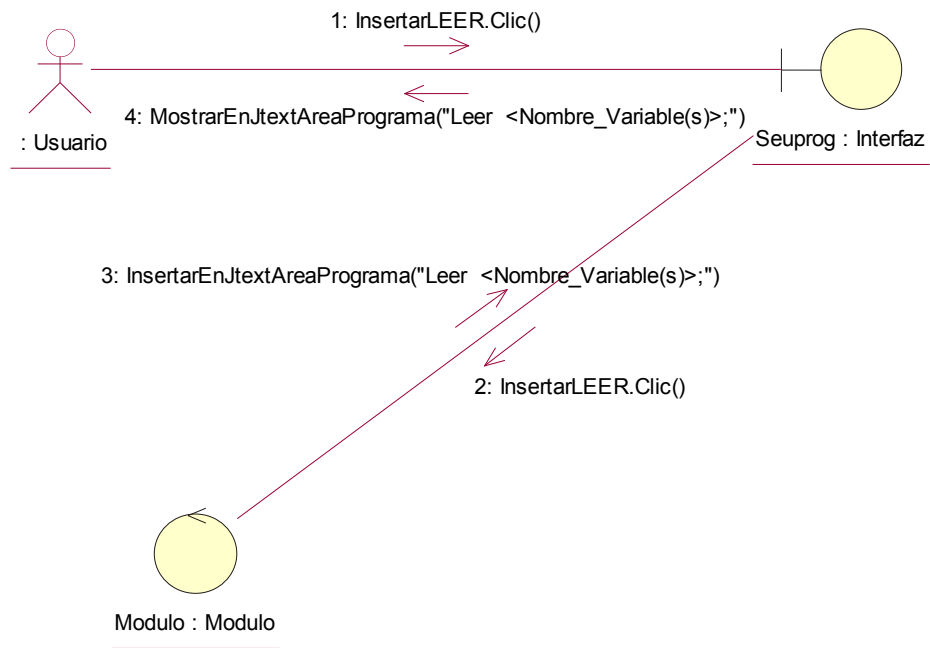 1: InsertarLEER.Clic()
4: MostrarEnJtextAreaPrograma("Leer <Nombre_Variable(s)>;")
: Usuario
Seuprog : Interfaz
3: InsertarEnJtextAreaPrograma("Leer <Nombre_Variable(s)>;")
2: InsertarLEER.Clic()
Modulo : Modulo